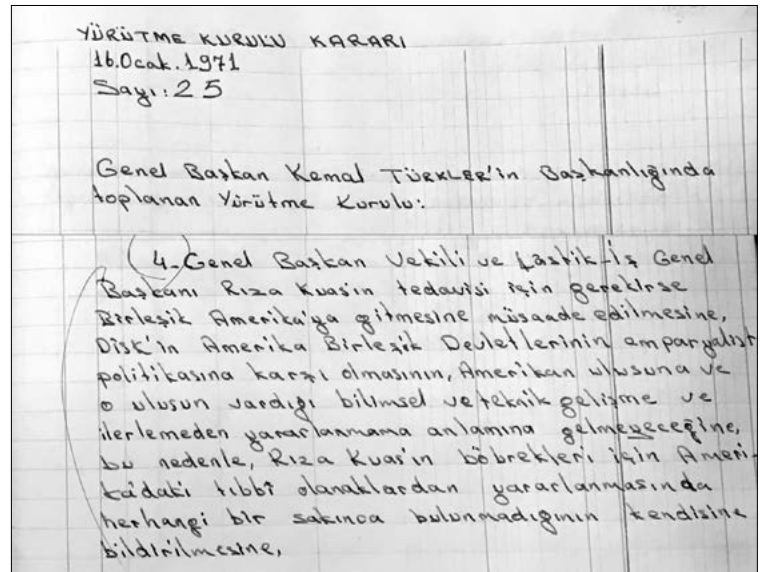 YÜRÜTME KURULU KARARI
16.Ocak.1971
Sayı:25
Genel Başkan Kemal TÜRKLER'in Başkanlığında
toplanan Yürütme Kurulu:
4-Genel Başkan Vekili ve Lastik-İş Genel
Başkanı Rıza Kuas'ın tedavisi için gerekirse
Birleşik Amerika'ya gitmesine müsaade edilmesine,
DİSK'in Amerika Birleşik Devletlerinin emparyalist
politikasına karşı olmasının, Amerikan ulusuna ve
o ulusun vardığı bilimsel ve teknik gelişme ve
ilerlemeden yararlanmama anlamına gelmeyeceğine,
bu nedenle, Rıza Kuas'ın böbrekleri için Ameri-
ka'daki tıbbî olanaklardan yararlanmasında
herhangi bir sakınca bulunmadığının kendisine
bildirilmesine,